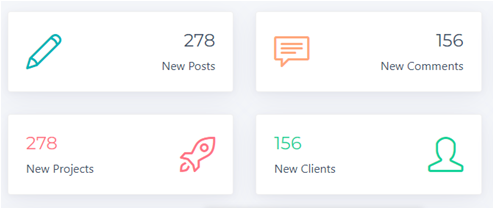 278
New Posts
156
New Comments
278
New Projects
156
New Clients